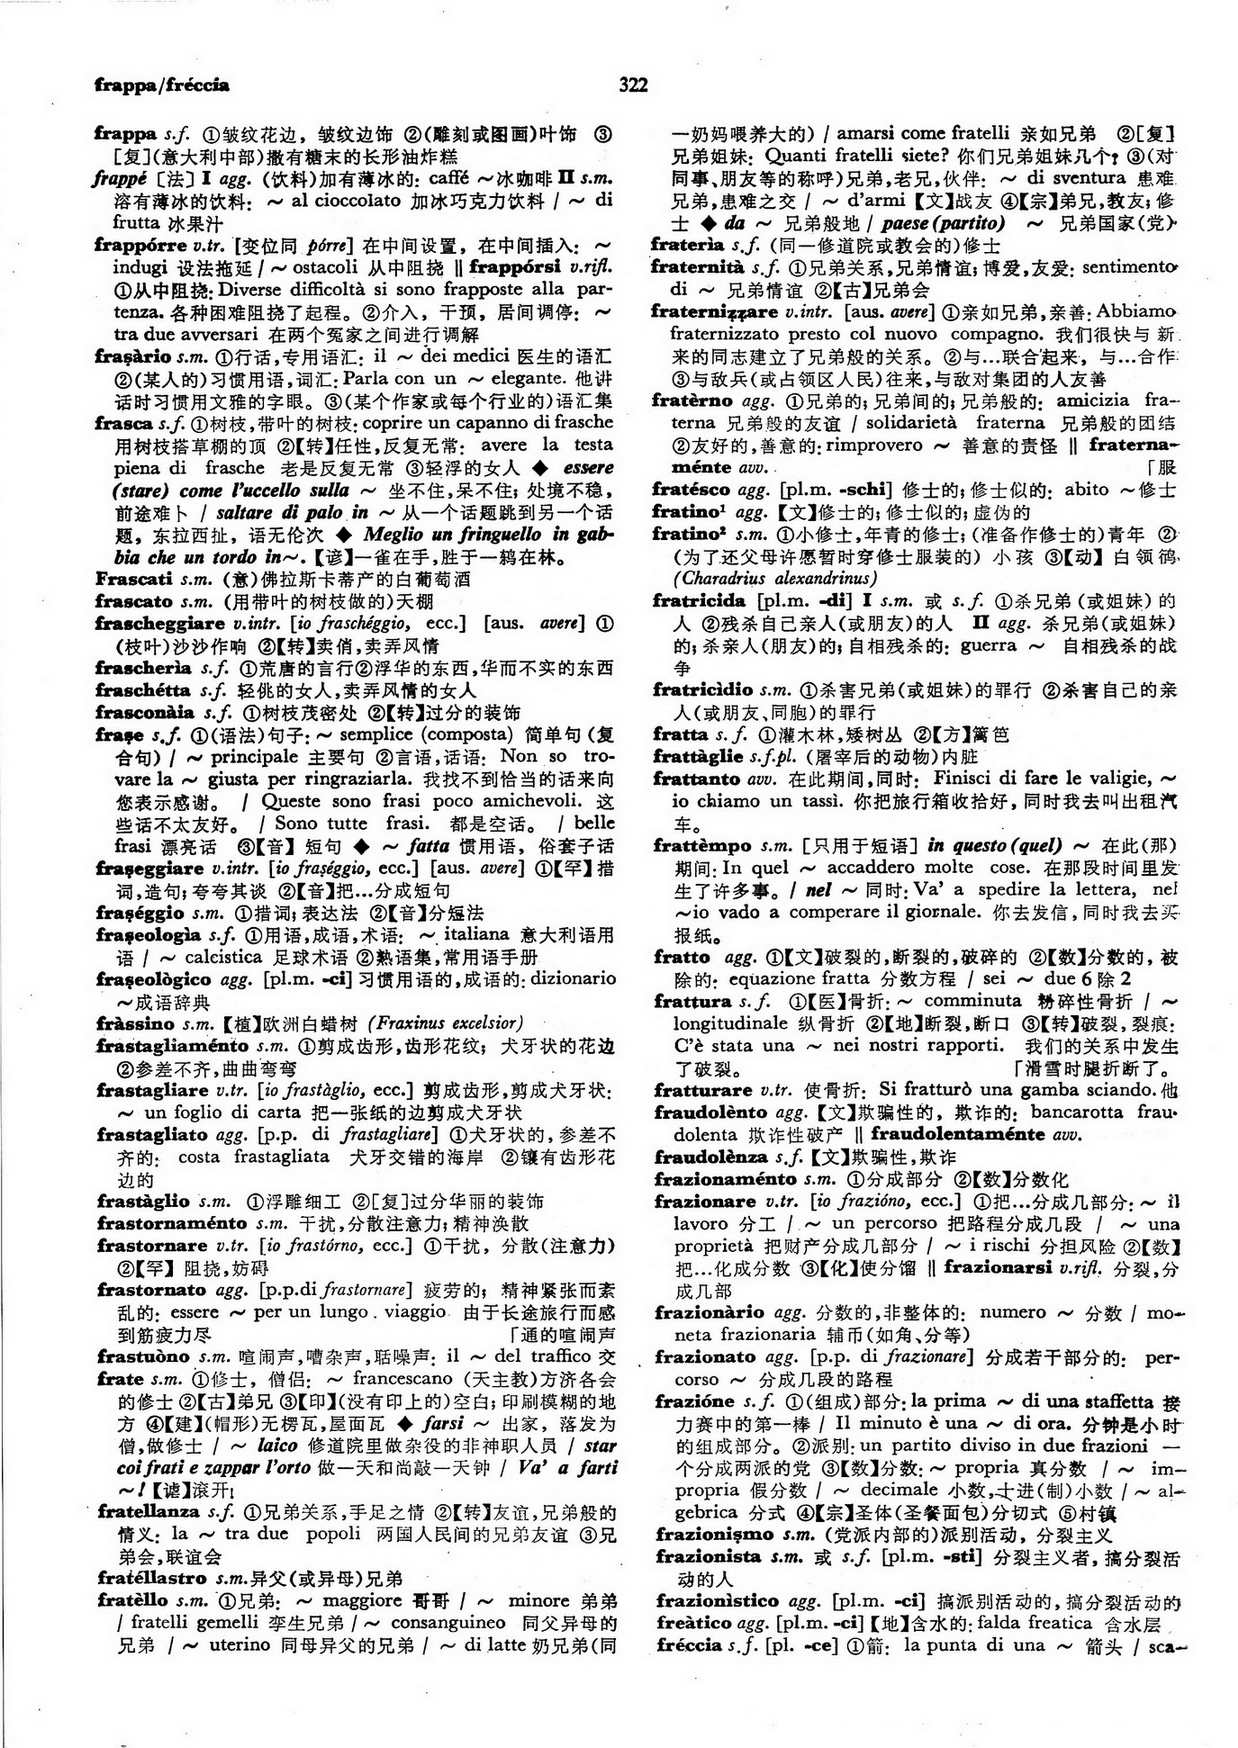 frappa/fréccia
322
frappa s.f. ①皱纹花边，皱纹边饰 ②(雕刻或图画)叶饰 ③
[复](意大利中部)撒有糖末的长形油炸糕
frappé〔法〕I agg. (饮料)加有薄冰的: caffé ～冰咖啡 II s.m.
溶有薄冰的饮料: ～ al cioccolato 加冰巧克力饮料 / ～ di
frutta 冰果汁
frappórre v.tr. [变位同 pórre] 在中间设置，在中间插入: ～
indugi 设法拖延 / ～ ostacoli 从中阻挠 ‖ frappórsi v.rifl.
①从中阻挠: Diverse difficoltà si sono frapposte alla par-
tenza. 各种困难阻挠了起程。②介入，干预，居间调停: ～
tra due avversari 在两个冤家之间进行调解
fraṣàrio s.m. ①行话,专用语汇: il ～ dei medici 医生的语汇
②(某人的)习惯用语,词汇: Parla con un ～ elegante. 他讲
话时习惯用文雅的字眼。③(某个作家或每个行业的)语汇集
frasca s.f. ①树枝,带叶的树枝: coprire un capanno di frasche
用树枝搭草棚的顶 ②【转】任性,反复无常: avere la testa
piena di frasche 老是反复无常 ③轻浮的女人 ◆ essere
(stare) come l'uccello sulla ～ 坐不住,呆不住; 处境不稳,
前途难卜 / saltare di palo in ～ 从一个话题跳到另一个话
题，东拉西扯，语无伦次 ◆ Meglio un fringuello in gab-
bia che un tordo in～.【谚】一雀在手,胜于一鸫在林。
Frascati s.m. (意)佛拉斯卡蒂产的白葡萄酒
frascato s.m. (用带叶的树枝做的)天棚
frascheggiare v.intr. [io fraschéggio, ecc.] [aus. avere] ①
(枝叶)沙沙作响 ②【转】卖俏,卖弄风情
frascherìa s.f. ①荒唐的言行②浮华的东西,华而不实的东西
fraschétta s.f. 轻佻的女人,卖弄风情的女人
frasconàia s.f. ①树枝茂密处 ②【转】过分的装饰
fraṣe s.f. ①(语法)句子: ～ semplice (composta) 简单句(复
合句) / ～ principale 主要句 ②言语,话语: Non so tro-
vare la ～ giusta per ringraziarla. 我找不到恰当的话来向
您表示感谢。 / Queste sono frasi poco amichevoli. 这
些话不太友好。 / Sono tutte frasi. 都是空话。 / belle
frasi 漂亮话 ③【音】短句 ◆ ～ fatta 惯用语，俗套子话
fraṣeggiare v.intr. [io fraséggio, ecc.] [aus. avere] ①【罕】措
词,造句; 夸夸其谈 ②【音】把…分成短句
fraṣéggio s.m. ①措词; 表达法 ②【音】分短法
fraṣeologìa s.f. ①用语,成语,术语: ～ italiana 意大利语用
语 / ～ calcistica 足球术语 ②熟语集,常用语手册
fraṣeològico agg. [pl.m. -ci] 习惯用语的,成语的: dizionario
～成语辞典
fràssino s.m.【植】欧洲白蜡树 (Fraxinus excelsior)
frastagliaménto s.m. ①剪成齿形,齿形花纹; 犬牙状的花边
②参差不齐,曲曲弯弯
frastagliare v.tr. [io frastàglio, ecc.] 剪成齿形,剪成犬牙状:
～ un foglio di carta 把一张纸的边剪成犬牙状
frastagliato agg. [p.p. di frastagliare] ①犬牙状的, 参差不
齐的: costa frastagliata 犬牙交错的海岸 ②镶有齿形花
边的
frastàglio s.m. ①浮雕细工 ②[复]过分华丽的装饰
frastornaménto s.m. 干扰,分散注意力; 精神涣散
frastornare v.tr. [io frastórno, ecc.] ①干扰，分散(注意力)
②【罕】阻挠,妨碍
frastornato agg. [p.p.di frastornare] 疲劳的; 精神紧张而紊
乱的: essere ～ per un lungo viaggio 由于长途旅行而感
到筋疲力尽 「通的喧闹声
frastuòno s.m. 喧闹声,嘈杂声,聒噪声: il ～ del traffico 交
frate s.m. ①修士，僧侣: ～ francescano (天主教)方济各会
的修士 ②【古】弟兄 ③【印】(没有印上的)空白; 印刷模糊的地
方 ④【建】(帽形)无楞瓦,屋面瓦 ◆ farsi ～ 出家，落发为
僧,做修士 / ～ laico 修道院里做杂役的非神职人员 / star
coi frati e zappar l'orto 做一天和尚敲一天钟 / Va' a farti
～!【谑】滚开!
fratellanza s.f. ①兄弟关系,手足之情 ②【转】友谊,兄弟般的
情义: la ～ tra due popoli 两国人民间的兄弟友谊 ③兄
弟会,联谊会
fratéllastro s.m.异父(或异母)兄弟
fratèllo s.m. ①兄弟: ～ maggiore 哥哥 / ～ minore 弟弟
/ fratelli gemelli 孪生兄弟 / ～ consanguineo 同父异母的
兄弟 / ～ uterino 同母异父的兄弟 / ～ di latte 奶兄弟(同
一奶妈喂养大的) / amarsi come fratelli 亲如兄弟 ②[复]
兄弟姐妹: Quanti fratelli siete? 你们兄弟姐妹几个? ③(对
同事、朋友等的称呼)兄弟,老兄,伙伴: ～ di sventura 患难
兄弟,患难之交 / ～ d'armi【文】战友 ④【宗】弟兄,教友; 修
士 ◆ da ～ 兄弟般地 / paese (partito) ～ 兄弟国家(党)
fraterìa s.f. (同一修道院或教会的)修士
fraternità s.f. ①兄弟关系,兄弟情谊; 博爱,友爱: sentimento
di ～ 兄弟情谊 ②【古】兄弟会
fraternizzare v.intr. [aus. avere] ①亲如兄弟,亲善: Abbiamo
fraternizzato presto col nuovo compagno. 我们很快与新
来的同志建立了兄弟般的关系。②与…联合起来，与…合作
③与敌兵(或占领区人民)往来,与敌对集团的人友善
fratèrno agg. ①兄弟的; 兄弟间的; 兄弟般的: amicizia fra-
terna 兄弟般的友谊 / solidarietà fraterna 兄弟般的团结
②友好的,善意的: rimprovero ～ 善意的责怪 ‖ fraterna-
ménte avv. 「服
fratésco agg. [pl.m. -schi] 修士的; 修士似的: abito ～修士
fratino¹ agg.【文】修士的; 修士似的; 虚伪的
fratino² s.m. ①小修士,年青的修士; (准备作修士的)青年 ②
(为了还父母许愿暂时穿修士服装的) 小孩 ③【动】白领鸻
(Charadrius alexandrinus)
fratricida [pl.m. -di] I s.m. 或 s.f. ①杀兄弟(或姐妹)的
人 ②残杀自己亲人(或朋友)的人 II agg. 杀兄弟(或姐妹)
的; 杀亲人(朋友)的; 自相残杀的: guerra ～ 自相残杀的战
争
fratricìdio s.m. ①杀害兄弟(或姐妹)的罪行 ②杀害自己的亲
人(或朋友、同胞)的罪行
fratta s.f. ①灌木林,矮树丛 ②【方】篱笆
frattàglie s.f.pl. (屠宰后的动物)内脏
frattanto avv. 在此期间,同时: Finisci di fare le valigie, ～
io chiamo un tassì. 你把旅行箱收拾好，同时我去叫出租汽
车。
frattèmpo s.m. [只用于短语] in questo (quel) ～ 在此(那)
期间: In quel ～ accaddero molte cose. 在那段时间里发
生了许多事。/ nel ～ 同时: Va' a spedire la lettera, nel
～io vado a comperare il giornale. 你去发信,同时我去买
报纸。
fratto agg. ①【文】破裂的,断裂的,破碎的 ②【数】分数的，被
除的: equazione fratta 分数方程 / sei ～ due 6 除 2
frattura s.f. ①【医】骨折: ～ comminuta 粉碎性骨折 / ～
longitudinale 纵骨折 ②【地】断裂,断口 ③【转】破裂,裂痕:
C'è stata una ～ nei nostri rapporti. 我们的关系中发生
了破裂。 「滑雪时腿折断了。
fratturare v.tr. 使骨折: Si fratturò una gamba sciando. 他
fraudolènto agg.【文】欺骗性的，欺诈的: bancarotta frau-
dolenta 欺诈性破产 ‖ fraudolentaménte avv.
fraudolènza s.f.【文】欺骗性,欺诈
frazionaménto s.m. ①分成部分 ②【数】分数化
frazionare v.tr. [io frazióno, ecc.] ①把…分成几部分: ～ il
lavoro 分工 / ～ un percorso 把路程分成几段 / ～ una
proprietà 把财产分成几部分 / ～ i rischi 分担风险 ②【数】
把…化成分数 ③【化】使分馏 ‖ frazionarsi v.rifl. 分裂,分
成几部
frazionàrio agg. 分数的,非整体的: numero ～ 分数 / mo-
neta frazionaria 辅币(如角、分等)
frazionato agg. [p.p. di frazionare] 分成若干部分的: per-
corso ～ 分成几段的路程
frazióne s.f. ①(组成)部分: la prima ～ di una staffetta 接
力赛中的第一棒 / Il minuto è una ～ di ora. 分钟是小时
的组成部分。②派别: un partito diviso in due frazioni 一
个分成两派的党 ③【数】分数: ～ propria 真分数 / ～ im-
propria 假分数 / ～ decimale 小数,十进(制)小数 / ～ al-
gebrica 分式 ④【宗】圣体(圣餐面包)分切式 ⑤村镇
frazioniṣmo s.m. (党派内部的)派别活动，分裂主义
frazionista s.m. 或 s.f. [pl.m. -sti] 分裂主义者，搞分裂活
动的人
frazionìstico agg. [pl.m. -ci] 搞派别活动的,搞分裂活动的
freàtico agg. [pl.m. -ci]【地】含水的: falda freatica 含水层
fréccia s.f. [pl. -ce] ①箭: la punta di una ～ 箭头 / sca-